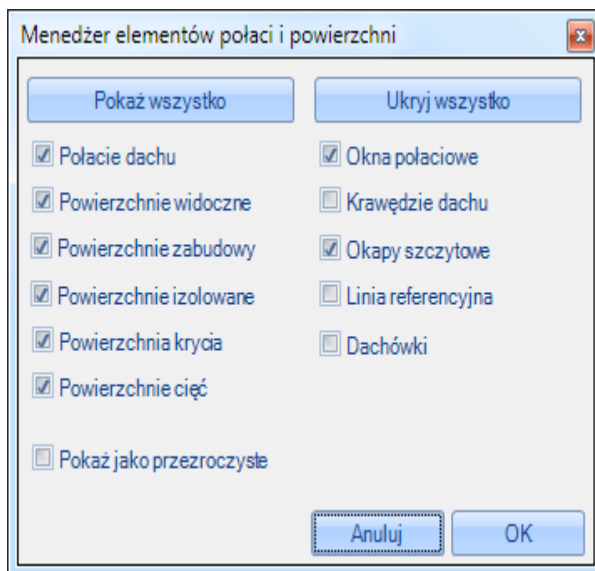 Menedżer elementów połaci i powierzchni
Pokaż wszystko
Ukryj wszystko
Połacie dachu
Okna połaciowe
Powierzchnie widoczne
Krawędzie dachu
Powierzchnie zabudowy
Okapy szczytowe
Powierzchnie izolowane
Linia referencyjna
Powierzchnia krycia
Dachówki
Powierzchnie cięć
Pokaż jako przezroczyste
Anuluj
OK